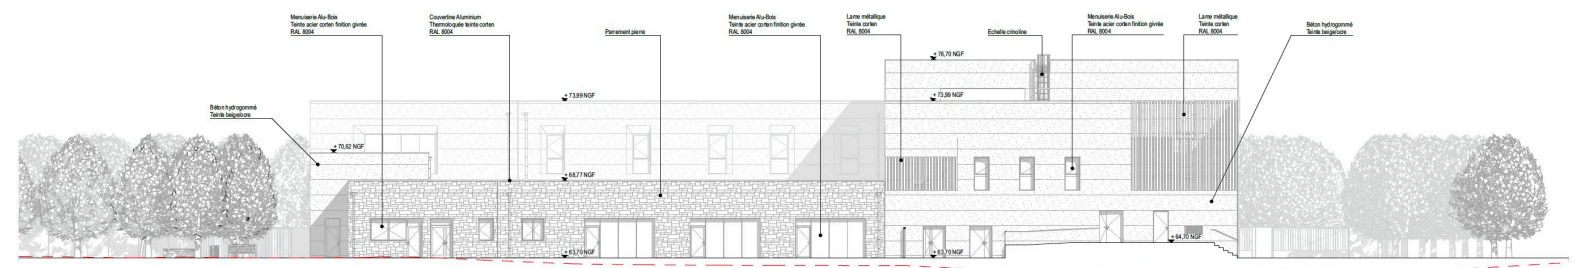 Menuiserie Alu-Bois
Teinte acier corten finition givrée
RAL 8004
Couvertine Aluminium
Thermoloquée teinte corten
RAL 8004
Parrement pierre
Menuiserie Alu-Bois
Teinte acier corten finition givrée
RAL 8004
Lame métallique
Teinte corten
RAL 8004
Echelle crinoline
Menuiserie Alu-Bois
Teinte acier corten finition givrée
RAL 8004
Lame métallique
Teinte corten
RAL 8004
Béton hydrogommé
Teinte beige/ocre
+ 76,70 NGF
+ 73,99 NGF
+ 73,99 NGF
Béton hydrogommé
Teinte beige/ocre
+ 70,62 NGF
+ 68,77 NGF
+ 64,70 NGF
+ 63,70 NGF
+ 63,70 NGF